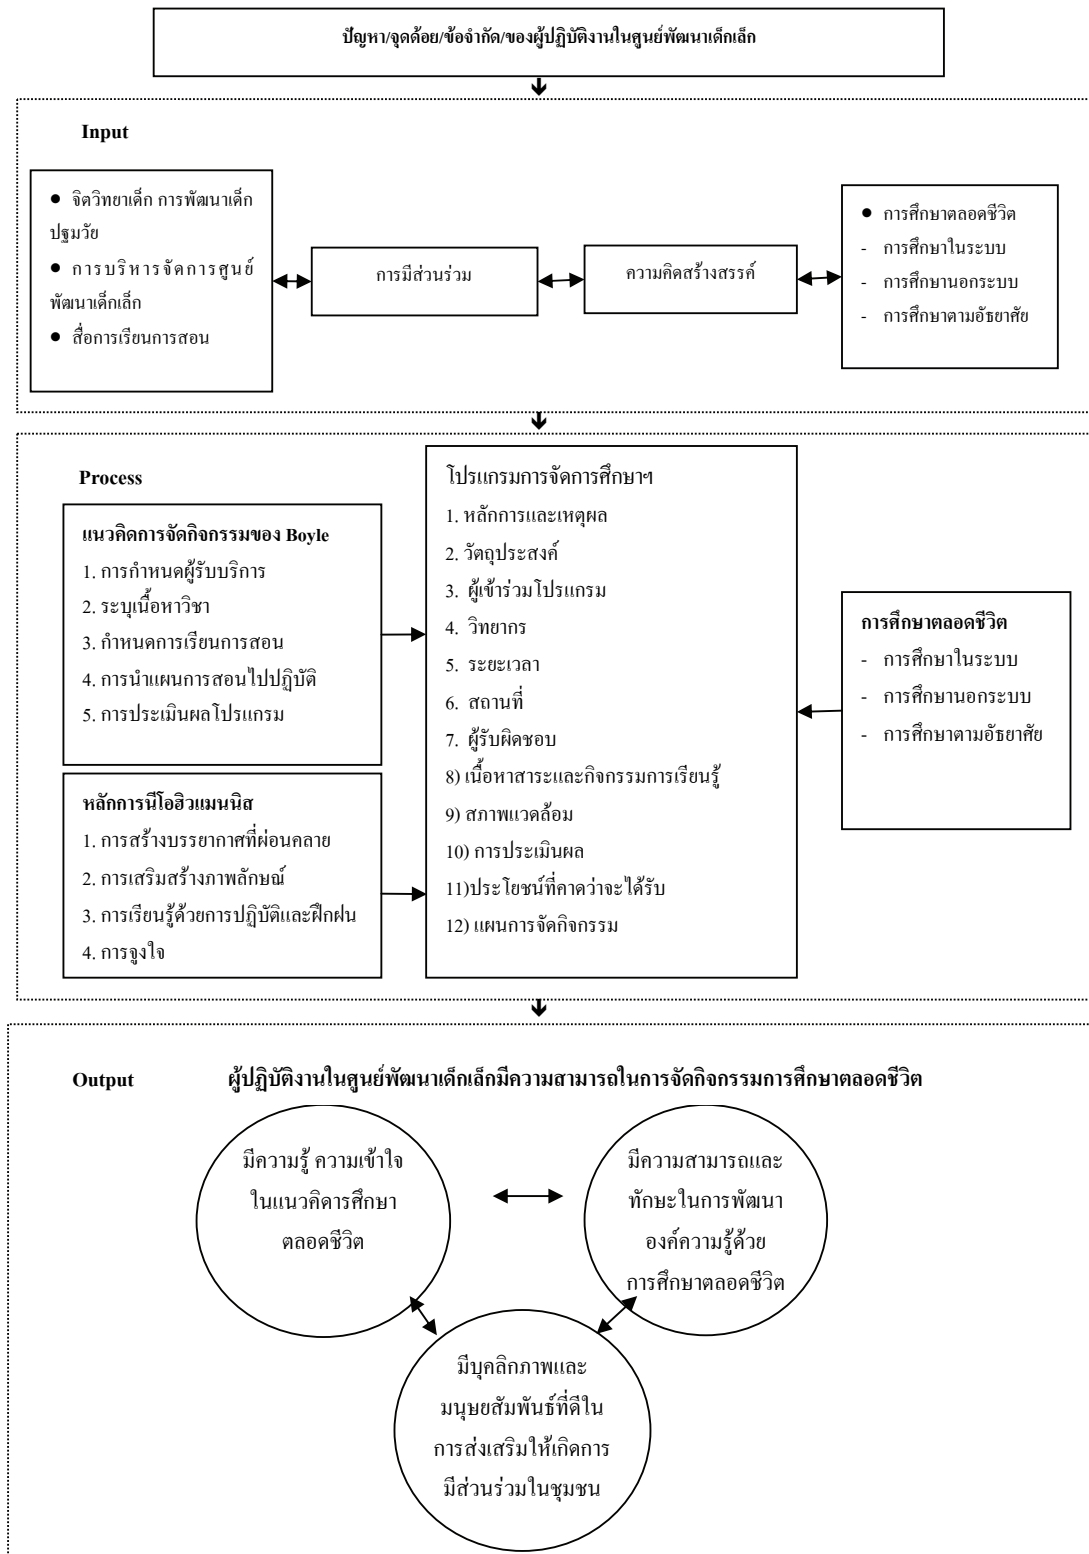 ปัญหา/จุดด้อย/ข้อจำกัด/ของผู้ปฏิบัติงานในศูนย์พัฒนาเด็กเล็ก
Input
● จิตวิทยาเด็ก การพัฒนาเด็ก
ปฐมวัย
● การบริหารจัดการศูนย์
พัฒนาเด็กเล็ก
● สื่อการเรียนการสอน
การมีส่วนร่วม
ความคิดสร้างสรรค์
● การศึกษาตลอดชีวิต
- การศึกษาในระบบ
- การศึกษานอกระบบ
- การศึกษาตามอัธยาศัย
Process
แนวคิดการจัดกิจกรรมของ Boyle
1. การกำหนดผู้รับบริการ
2. ระบุเนื้อหาวิชา
3. กำหนดการเรียนการสอน
4. การนำแผนการสอนไปปฏิบัติ
5. การประเมินผลโปรแกรม
หลักการนีโอฮิวแมนนิส
1. การสร้างบรรยากาศที่ผ่อนคลาย
2. การเสริมสร้างภาพลักษณ์
3. การเรียนรู้ด้วยการปฏิบัติและฝึกฝน
4. การจูงใจ
โปรแกรมการจัดการศึกษาฯ
1. หลักการและเหตุผล
2. วัตถุประสงค์
3. ผู้เข้าร่วมโปรแกรม
4. วิทยากร
5. ระยะเวลา
6. สถานที่
7. ผู้รับผิดชอบ
8) เนื้อหาสาระและกิจกรรมการเรียนรู้
9) สภาพแวดล้อม
10) การประเมินผล
11)ประโยชน์ที่คาดว่าจะได้รับ
12) แผนการจัดกิจกรรม
การศึกษาตลอดชีวิต
- การศึกษาในระบบ
- การศึกษานอกระบบ
- การศึกษาตามอัธยาศัย
Output ผู้ปฏิบัติงานในศูนย์พัฒนาเด็กเล็กมีความสามารถในการจัดกิจกรรมการศึกษาตลอดชีวิต
มีความรู้ ความเข้าใจ
ในแนวคิดารศึกษา
ตลอดชีวิต
มีความสามารถและ
ทักษะในการพัฒนา
องค์ความรู้ด้วย
การศึกษาตลอดชีวิต
มีบุคลิกภาพและ
มนุษยสัมพันธ์ที่ดีใน
การส่งเสริมให้เกิดการ
มีส่วนร่วมในชุมชน